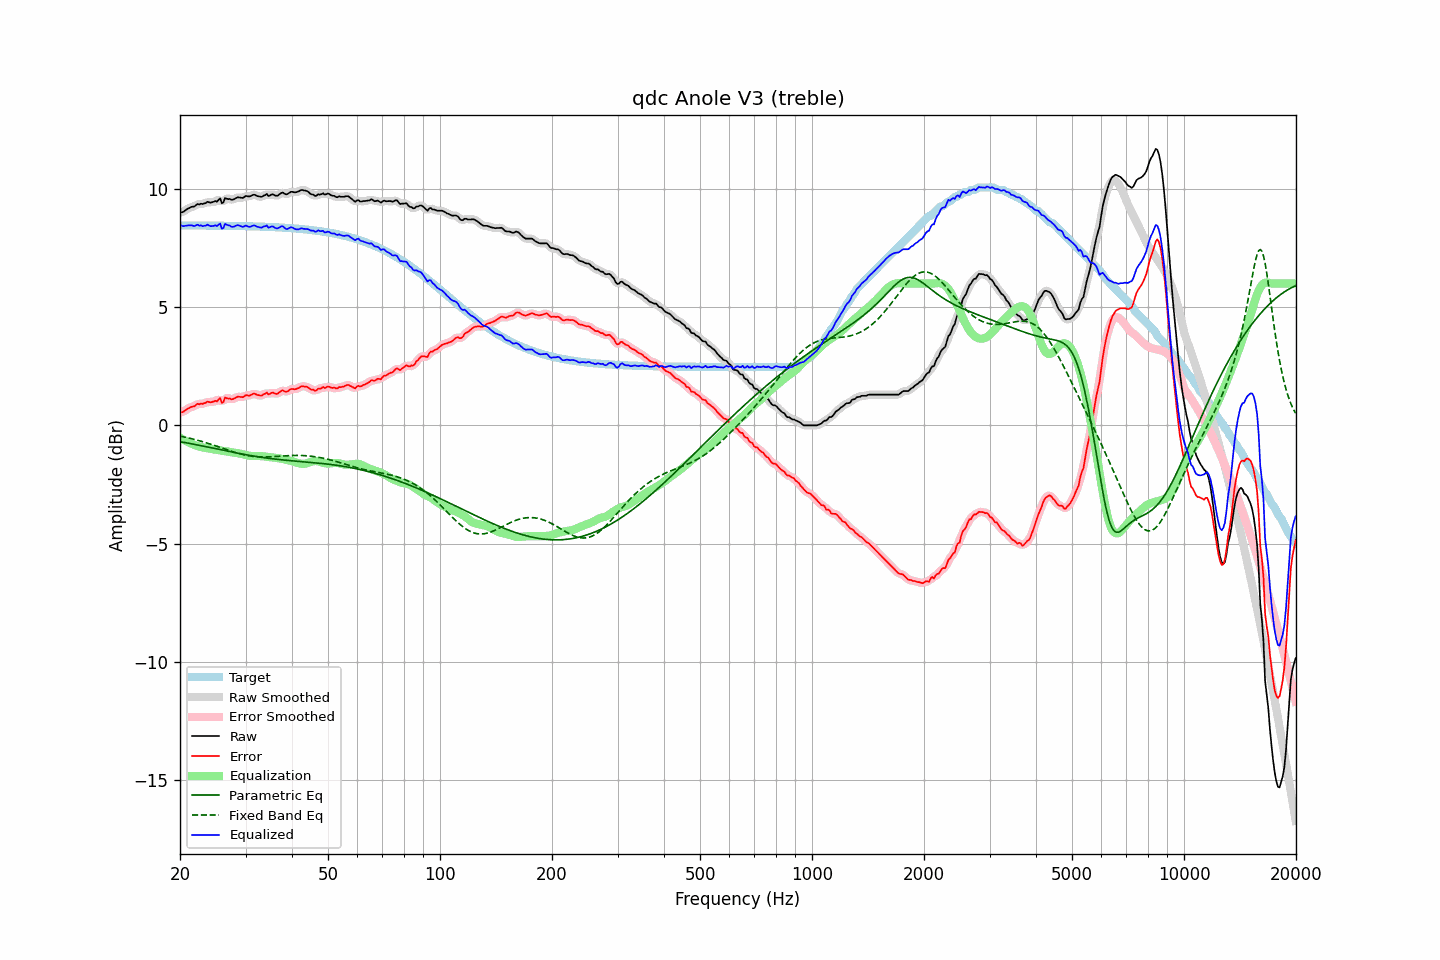 qdc Anole V3 (treble)
Amplitude (dBr)
10
5
0
−5
−10
−15
Target
Raw Smoothed
Error Smoothed
Raw
Error
Equalization
Parametric Eq
Fixed Band Eq
Equalized
20 50 100 200 500 1000 2000 5000 10000 20000
Frequency (Hz)